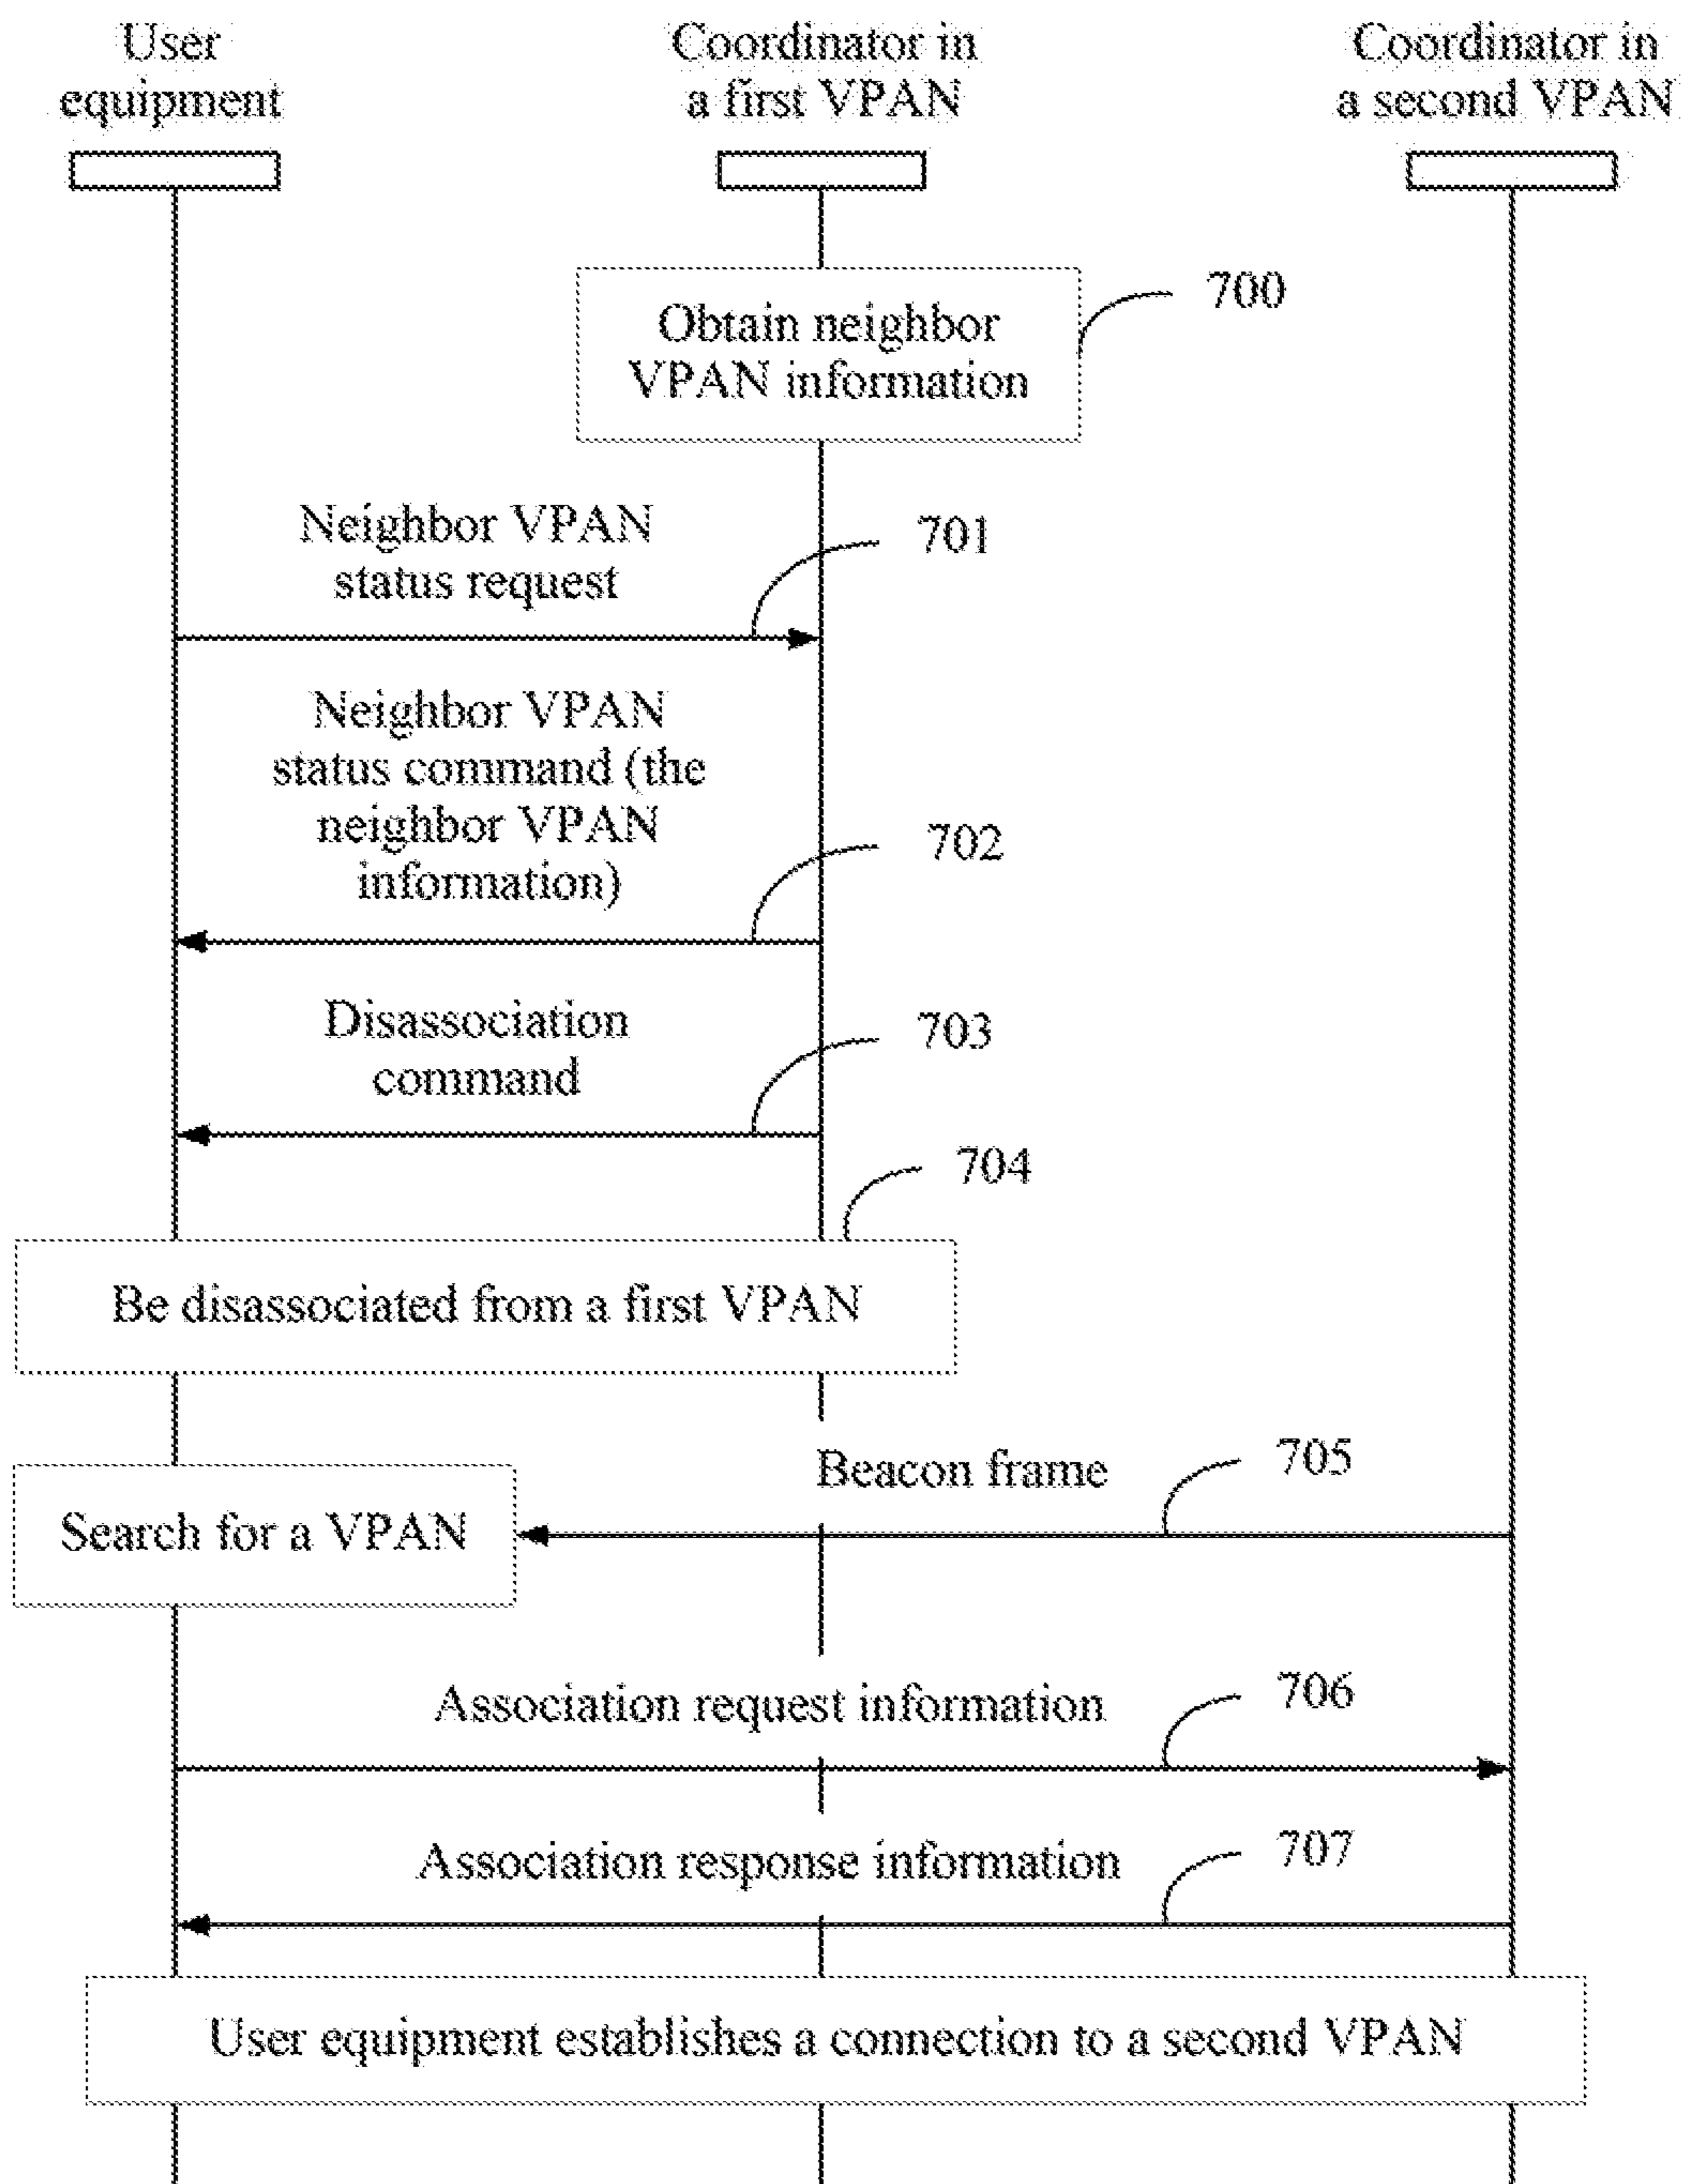 User
equipment
Coordinator in
a first VPAN
Coordinator in
a second VPAN
Obtain neighbor
VPAN information
700
Neighbor VPAN
status request
701
Neighbor VPAN
status command (the
neighbor VPAN
information)
702
Disassociation
command
703
704
Be disassociated from a first VPAN
Beacon frame
705
Search for a VPAN
Association request information
706
Association response information
707
User equipment establishes a connection to a second VPAN